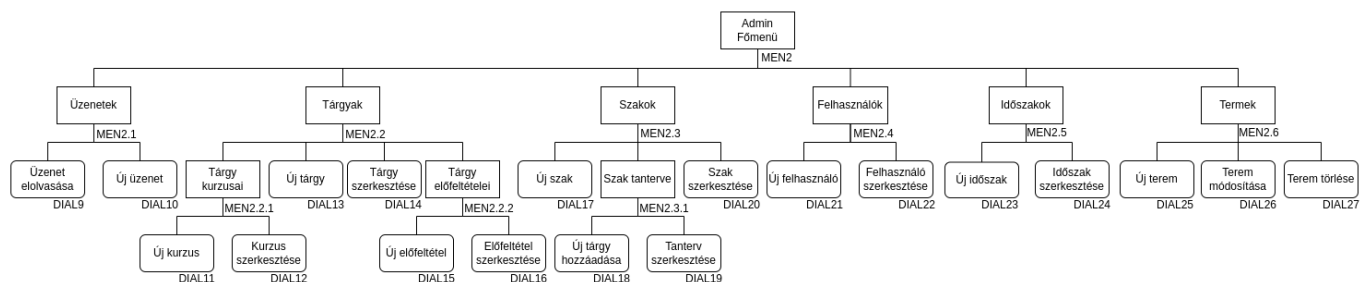 Admin
Főmenü
MEN2
Üzenetek
Tárgyak
Szakok
Felhasználók
Időszakok
Termek
MEN2.1
MEN2.2
MEN2.3
MEN2.4
MEN2.5
MEN2.6
Üzenet
elolvasása
DIAL9
Új üzenet
DIAL10
Tárgy
kurzusai
MEN2.2.1
Új tárgy
DIAL13
Tárgy
szerkesztése
DIAL14
Tárgy
előfeltételei
MEN2.2.2
Új szak
DIAL17
Szak tanterve
MEN2.3.1
Szak
szerkesztése
DIAL20
Új felhasználó
DIAL21
Felhasználó
szerkesztése
DIAL22
Új időszak
DIAL23
Időszak
szerkesztése
DIAL24
Új terem
DIAL25
Terem
módosítása
DIAL26
Terem törlése
DIAL27
Új kurzus
DIAL11
Kurzus
szerkesztése
DIAL12
Új előfeltétel
DIAL15
Előfeltétel
szerkesztése
DIAL16
Új tárgy
hozzáadása
DIAL18
Tanterv
szerkesztése
DIAL19